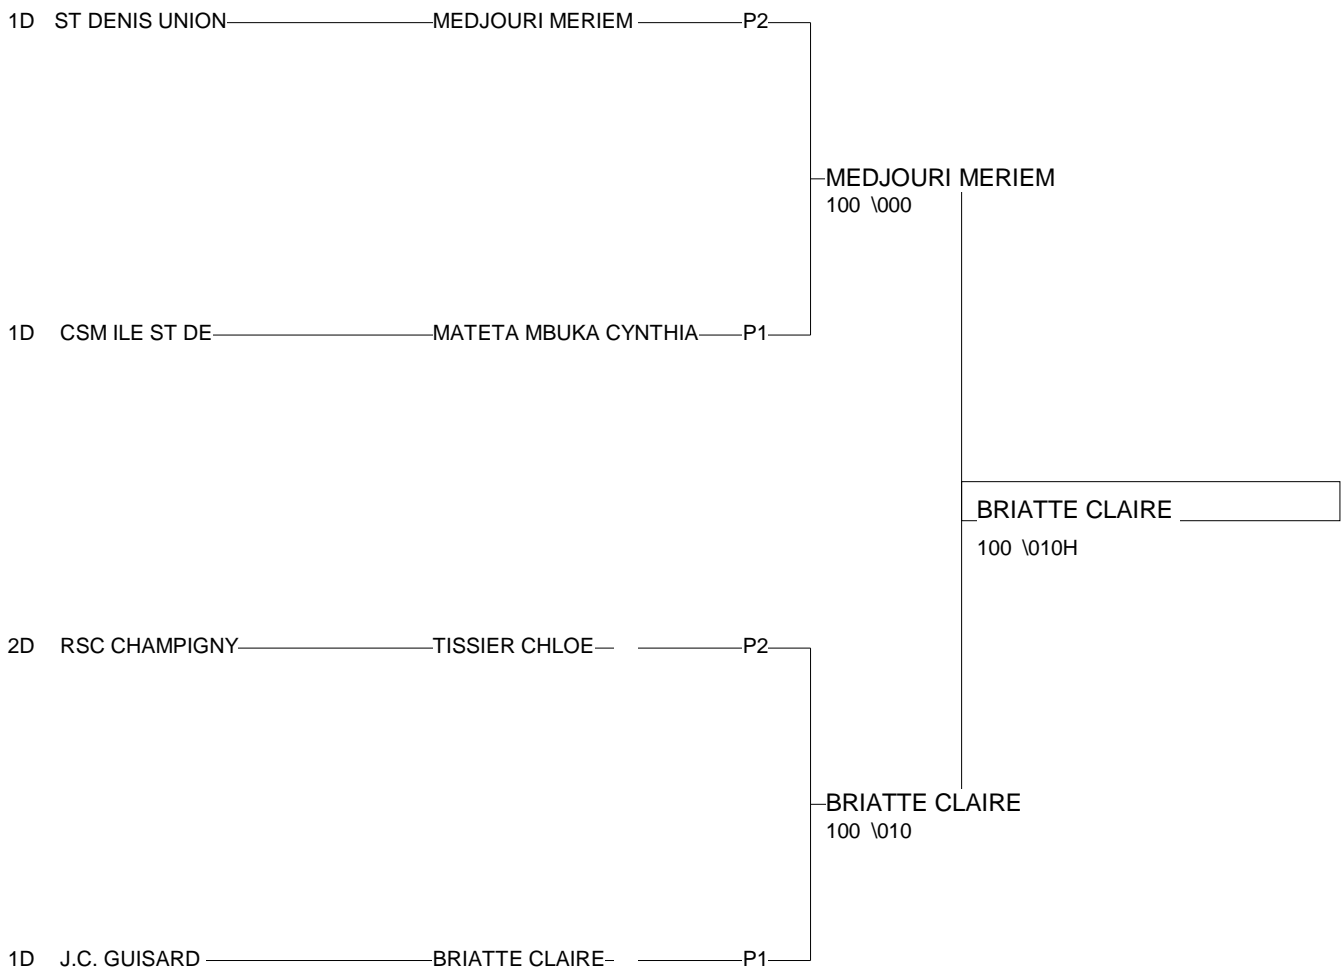 1D ST DENIS UNION MEDJOURI MERIEM P2
MEDJOURI MERIEM
100 \000
1D CSM ILE ST DE MATETA MBUKA CYNTHIA P1
BRIATTE CLAIRE
100 \010H
2D RSC CHAMPIGNY TISSIER CHLOE P2
BRIATTE CLAIRE
100 \010
1D J.C. GUISARD BRIATTE CLAIRE P1